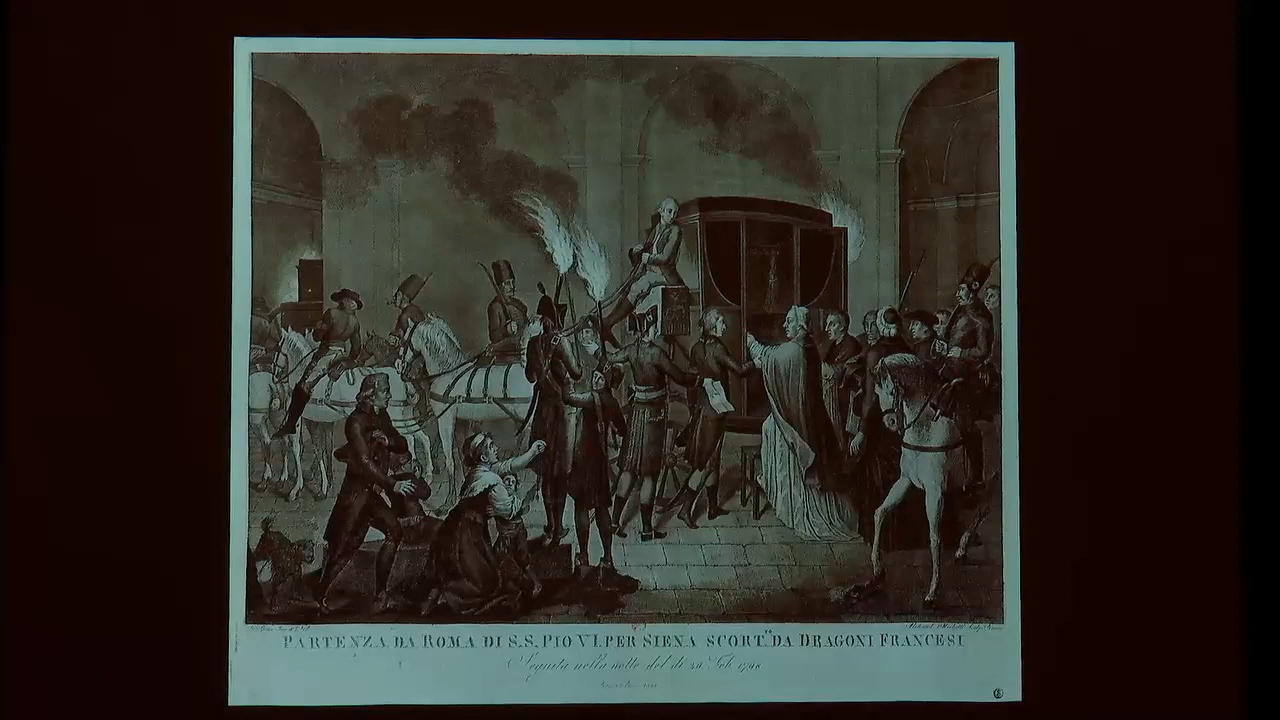 PARTENZA DA ROMA DI S.S. PIO VI. PER SIENA SCORT.º DA DRAGONI FRANCESI
Seguita nella notte del dì 20 Feb. 1798